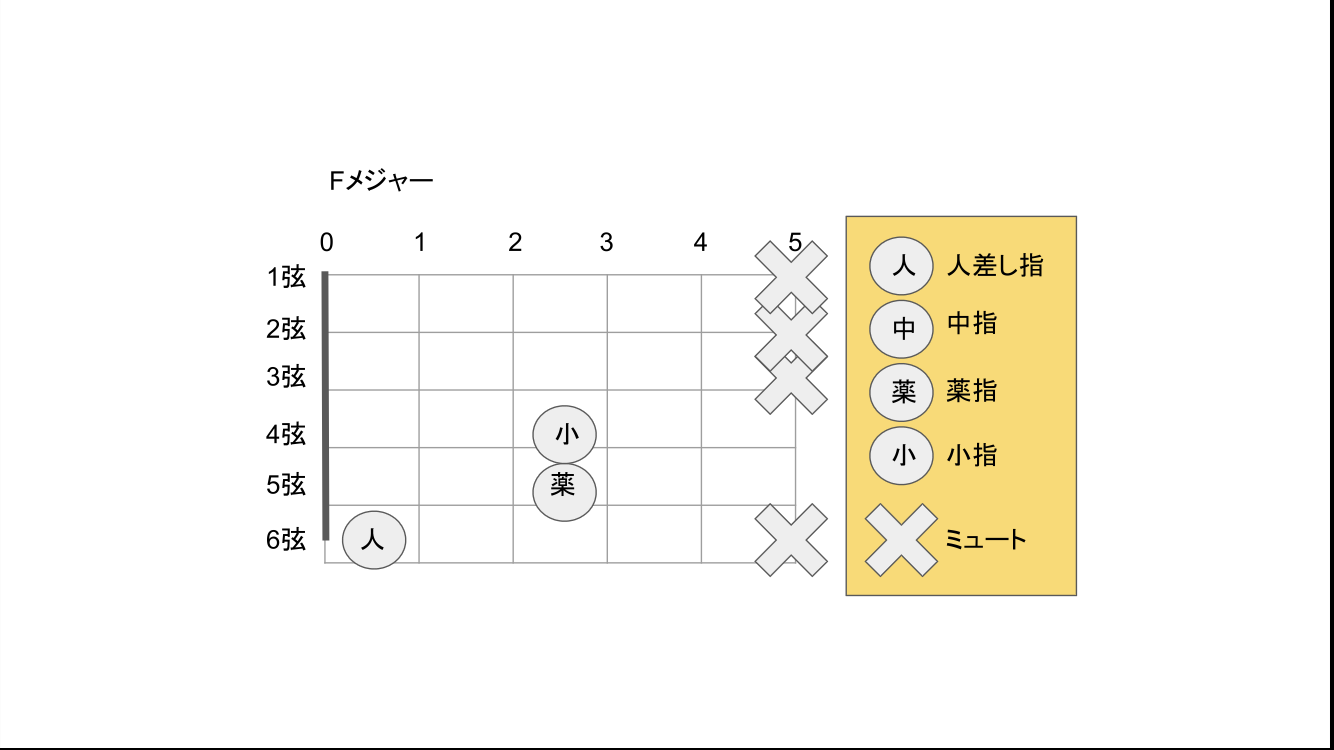 Fメジャー
0 1 2 3 4 5
1弦
2弦
3弦
4弦
小
5弦
薬
6弦
人
人 人差し指
中 中指
薬 薬指
小 小指
ミュート